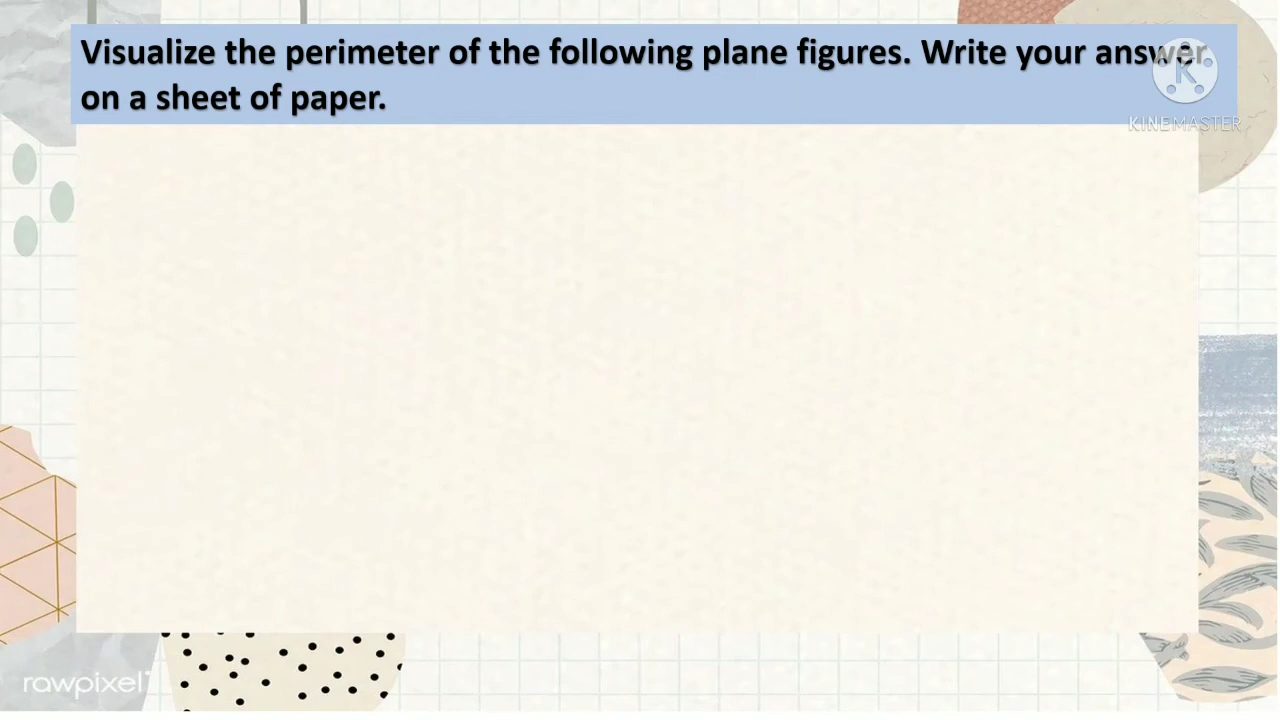 Visualize the perimeter of the following plane figures. Write your answer
on a sheet of paper.
K
KINEMASTER
rawpixel